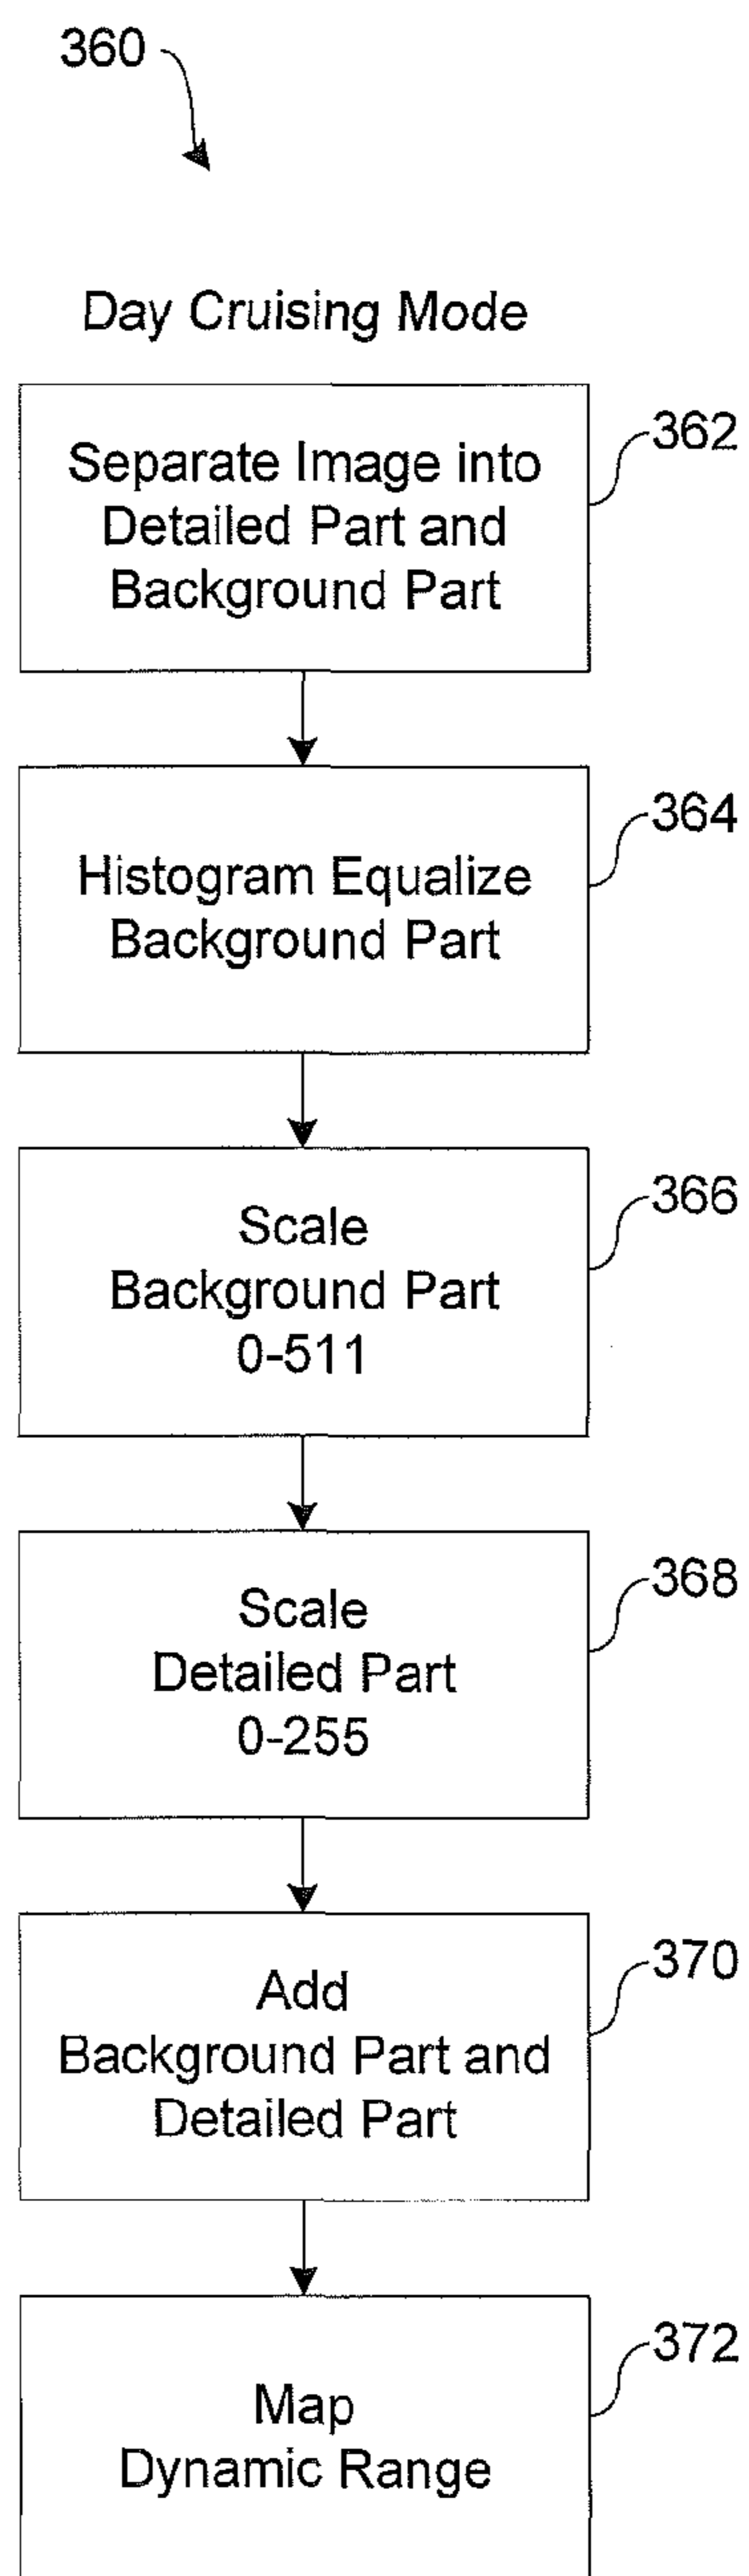 360
Day Cruising Mode
Separate Image into
Detailed Part and
Background Part
362
Histogram Equalize
Background Part
364
Scale
Background Part
0-511
366
Scale
Detailed Part
0-255
368
Add
Background Part and
Detailed Part
370
Map
Dynamic Range
372